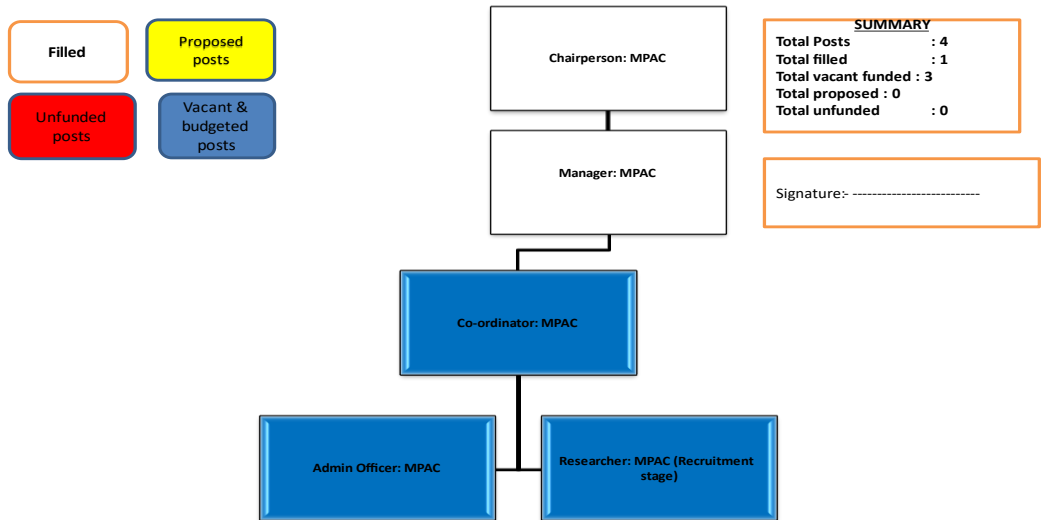 Filled
Proposed
posts
Unfunded
posts
Vacant &
budgeted
posts
Chairperson: MPAC
Manager: MPAC
Co-ordinator: MPAC
Admin Officer: MPAC
Researcher: MPAC (Recruitment
stage)
SUMMARY
Total Posts : 4
Total filled : 1
Total vacant funded : 3
Total proposed : 0
Total unfunded : 0
Signature:- --------------------------